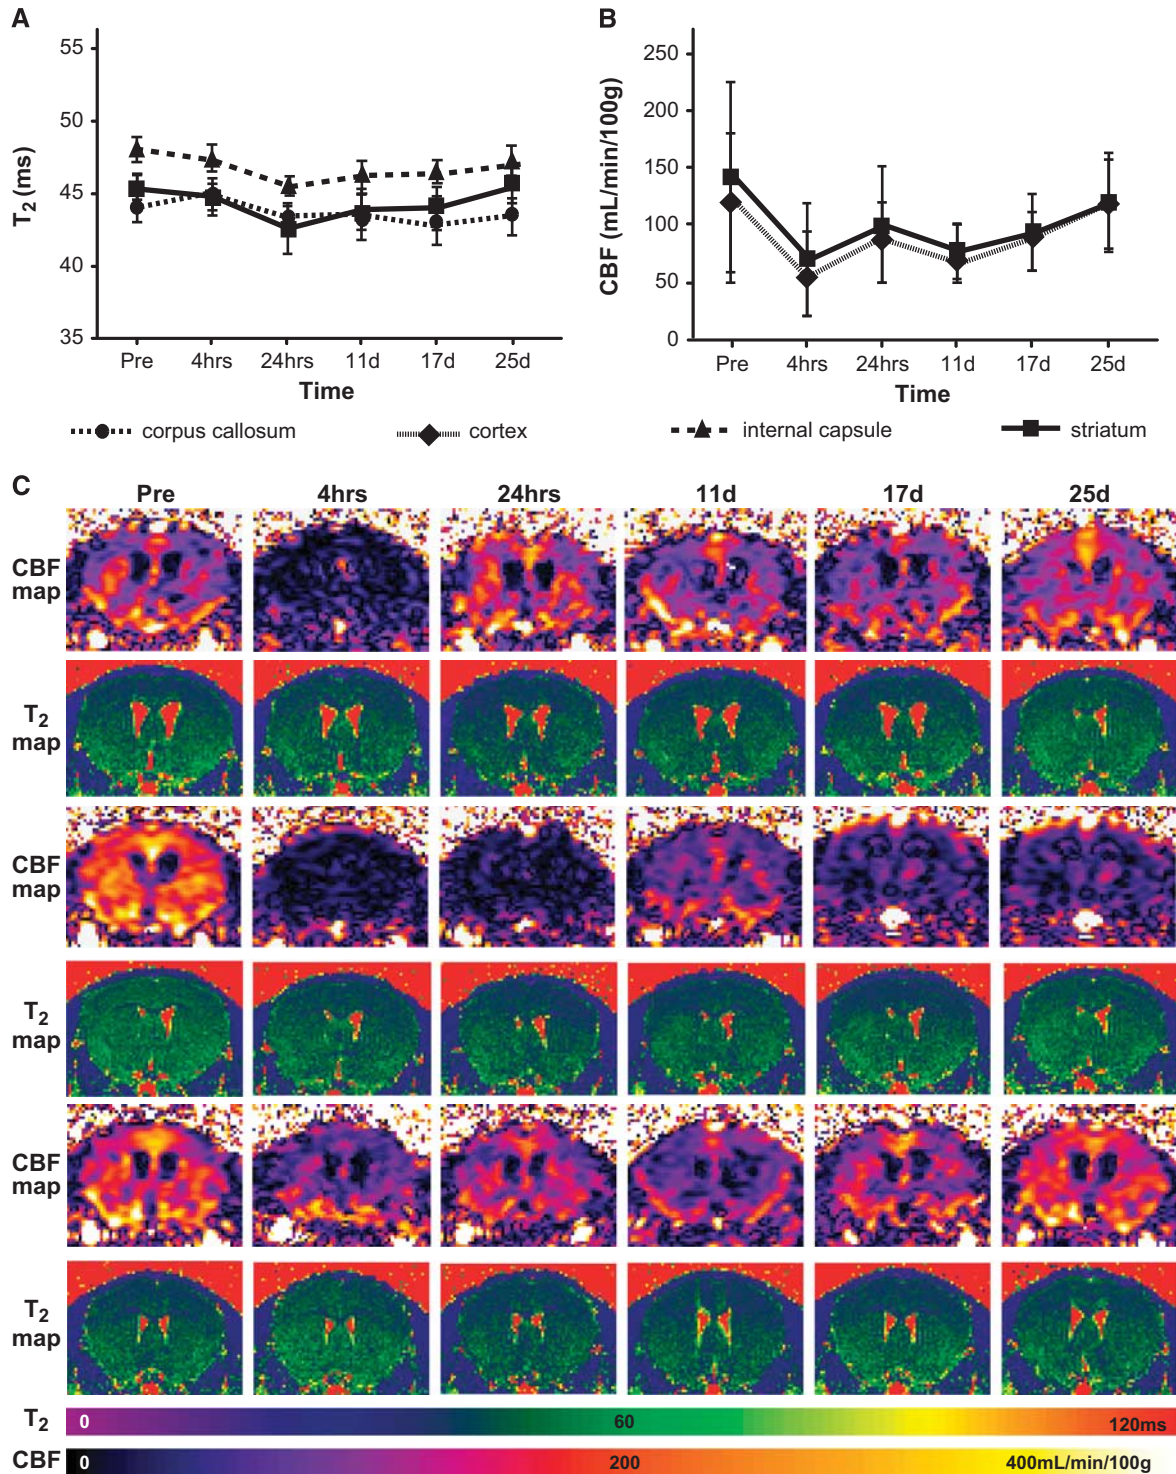 A
B
55
50
45
40
35
T2 (ms)
Pre 4hrs 24hrs 11d 17d 25d
Time
250
200
150
100
50
0
CBF (mL/min/100g)
Pre 4hrs 24hrs 11d 17d 25d
Time
corpus callosum cortex internal capsule striatum
C
Pre 4hrs 24hrs 11d 17d 25d
CBF
map
T2
map
CBF
map
T2
map
CBF
map
T2
map
T2 0 60 120ms
CBF 0 200 400mL/min/100g